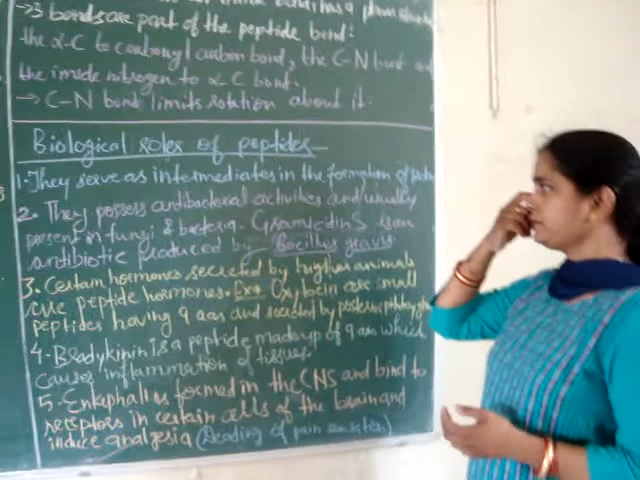 →3 bonds are part of the peptide bond:
the α-C to carbonyl carbon bond, the C-N bond and
the imide nitrogen to α-C bond.
→ C-N bond limits rotation about it.
Biological roles of peptides
1. They serve as intermediates in the formation of
2. They possess antibacterial activities and usually
present in fungi & bacteria. Gramicidin S is an
antibiotic produced by Bacillus
3. Certain hormones secreted by higher animals
are peptide hormones. Oxytocin are small
peptides having 9 aas and secreted by posterior
4. Bradykinin is a peptide made up of 9 aas which
causes inflammation of tissues.
5. Enkephalins formed in the CNS and bind to
receptors in certain cells of the brain and
induce analgesia (Deading of pain sensation)